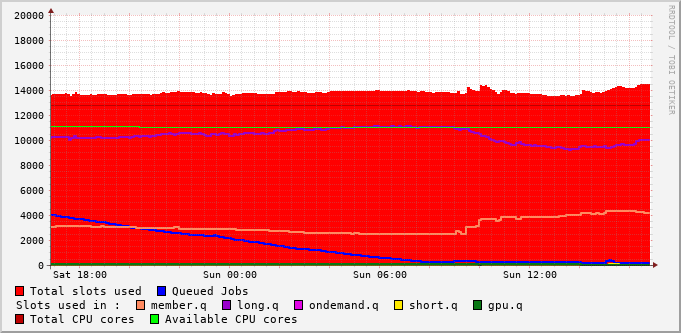 RRDTOOL / TOBI OETIKER
20000
18000
16000
14000
12000
10000
8000
6000
4000
2000
0
Sat 18:00 Sun 00:00 Sun 06:00 Sun 12:00
Total slots used Queued Jobs
Slots used in : member.q long.q ondemand.q short.q gpu.q
Total CPU cores Available CPU cores